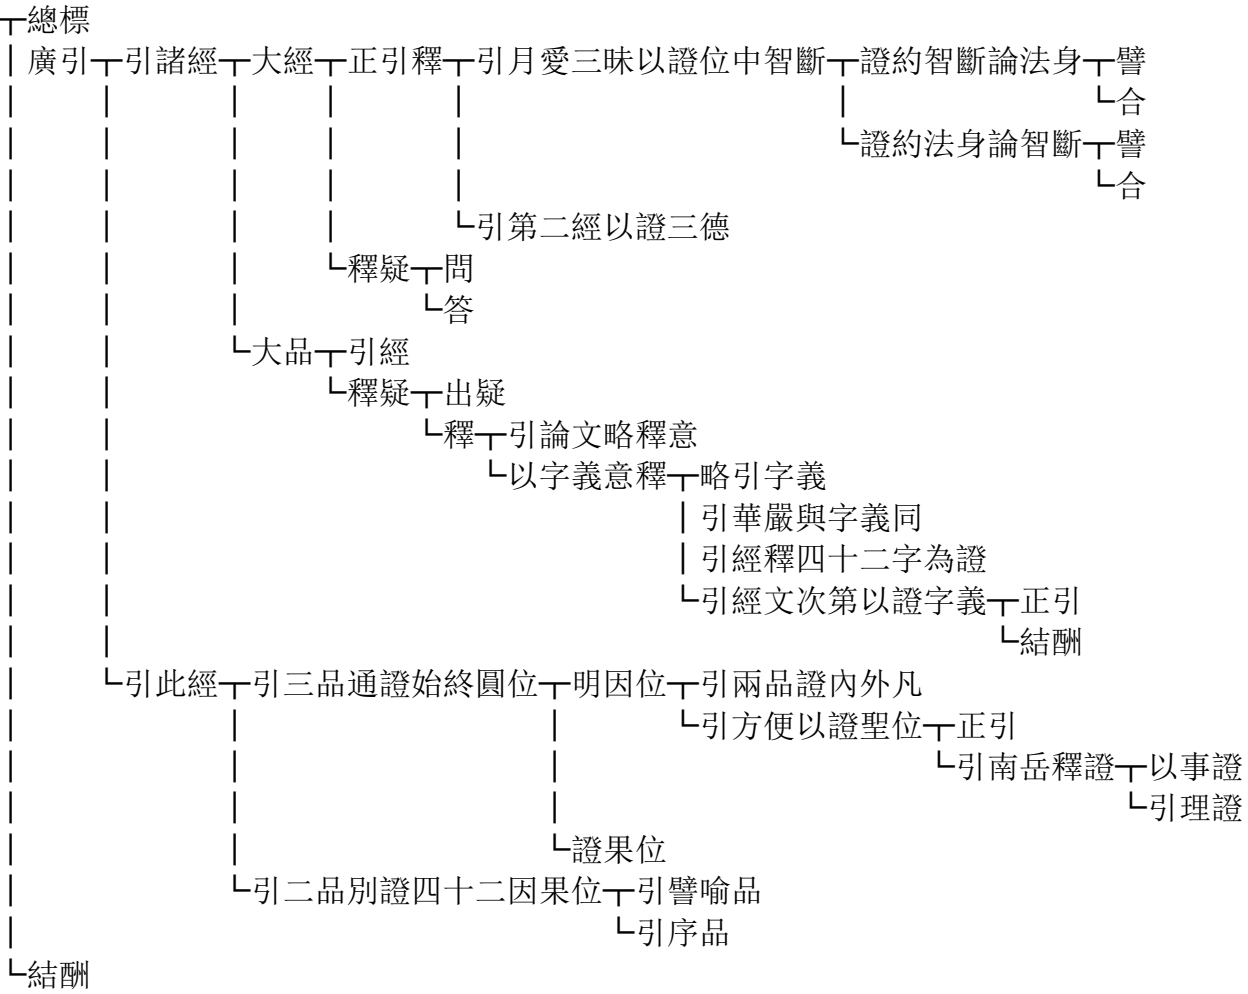 ┬總標
│廣引┬引諸經┬大經┬正引釋┬引月愛三昧以證位中智斷┬證約智斷論法身┬譬
│　　│　　　│　　│　　　│　　　　　　　　　　　│　　　　　　　└合
│　　│　　　│　　│　　　│　　　　　　　　　　　└證約法身論智斷┬譬
│　　│　　　│　　│　　　│　　　　　　　　　　　　　　　　　　　└合
│　　│　　　│　　│　　　└引第二經以證三德
│　　│　　　│　　└釋疑┬問
│　　│　　　│　　　　　└答
│　　│　　　└大品┬引經
│　　│　　　　　　└釋疑┬出疑
│　　│　　　　　　　　　└釋┬引論文略釋意
│　　│　　　　　　　　　　　└以字義意釋┬略引字義
│　　│　　　　　　　　　　　　　　　　　│引華嚴與字義同
│　　│　　　　　　　　　　　　　　　　　│引經釋四十二字為證
│　　│　　　　　　　　　　　　　　　　　└引經文次第以證字義┬正引
│　　│　　　　　　　　　　　　　　　　　　　　　　　　　　　└結酬
│　　└引此經┬引三品通證始終圓位┬明因位┬引兩品證內外凡
│　　　　　　│　　　　　　　　　│　　　└引方便以證聖位┬正引
│　　　　　　│　　　　　　　　　│　　　　　　　　　　　└引南岳釋證┬以事證
│　　　　　　│　　　　　　　　　│　　　　　　　　　　　　　　　　　└引理證
│　　　　　　│　　　　　　　　　└證果位
│　　　　　　└引二品別證四十二因果位┬引譬喻品
│　　　　　　　　　　　　　　　　　　└引序品
└結酬